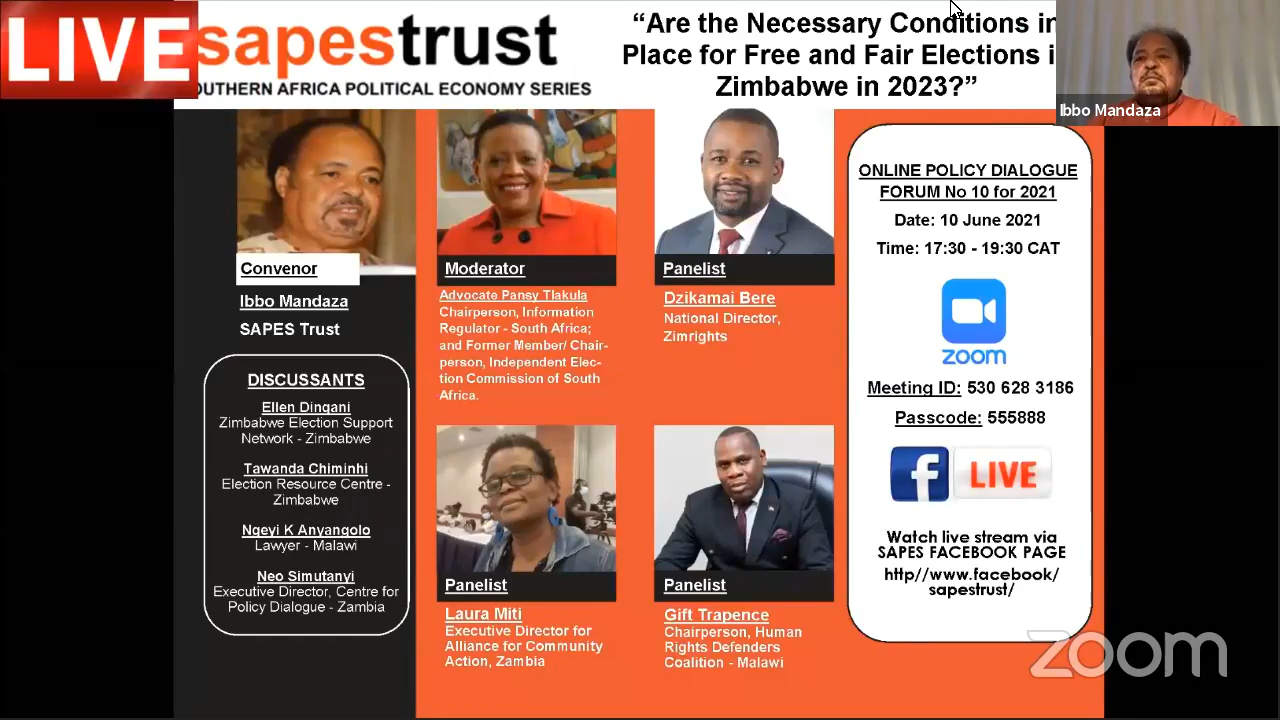 LIVE
sapestrust
OUTHERN AFRICA POLITICAL ECONOMY SERIES
“Are the Necessary Conditions in
Place for Free and Fair Elections i
Zimbabwe in 2023?”
Ibbo Mandaza
Convenor
Ibbo Mandaza
SAPES Trust
DISCUSSANTS
Ellen Dingani
Zimbabwe Election Support
Network - Zimbabwe
Tawanda Chiminhi
Election Resource Centre -
Zimbabwe
Ngeyi K Anyangolo
Lawyer - Malawi
Neo Simutanyi
Executive Director, Centre for
Policy Dialogue - Zambia
Moderator
Advocate Pansy Tlakula
Chairperson, Information
Regulator - South Africa;
and Former Member/ Chair-
person, Independent Elec-
tion Commission of South
Africa.
Panelist
Dzikamai Bere
National Director,
Zimrights
Panelist
Laura Miti
Executive Director for
Alliance for Community
Action, Zambia
Panelist
Gift Trapence
Chairperson, Human
Rights Defenders
Coalition - Malawi
ONLINE POLICY DIALOGUE
FORUM No 10 for 2021
Date: 10 June 2021
Time: 17:30 - 19:30 CAT
zoom
Meeting ID: 530 628 3186
Passcode: 555888
f LIVE
Watch live stream via
SAPES FACEBOOK PAGE
http//www.facebook/
sapestrust/
zoom